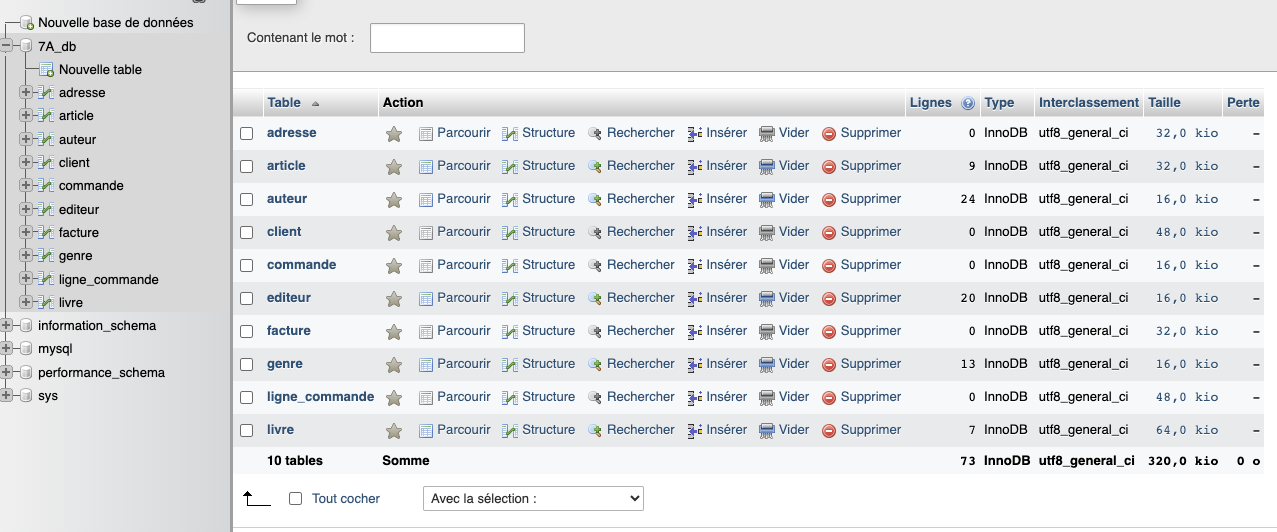 Nouvelle base de données
7A_db
Nouvelle table
adresse
article
auteur
client
commande
editeur
facture
genre
ligne_commande
livre
information_schema
mysql
performance_schema
sys
Contenant le mot :
Table Action Lignes Type Interclassement Taille Perte
adresse Parcourir Structure Rechercher Insérer Vider Supprimer 0 InnoDB utf8_general_ci 32,0 kio –
article Parcourir Structure Rechercher Insérer Vider Supprimer 9 InnoDB utf8_general_ci 32,0 kio –
auteur Parcourir Structure Rechercher Insérer Vider Supprimer 24 InnoDB utf8_general_ci 16,0 kio –
client Parcourir Structure Rechercher Insérer Vider Supprimer 0 InnoDB utf8_general_ci 48,0 kio –
commande Parcourir Structure Rechercher Insérer Vider Supprimer 0 InnoDB utf8_general_ci 16,0 kio –
editeur Parcourir Structure Rechercher Insérer Vider Supprimer 20 InnoDB utf8_general_ci 16,0 kio –
facture Parcourir Structure Rechercher Insérer Vider Supprimer 0 InnoDB utf8_general_ci 32,0 kio –
genre Parcourir Structure Rechercher Insérer Vider Supprimer 13 InnoDB utf8_general_ci 16,0 kio –
ligne_commande Parcourir Structure Rechercher Insérer Vider Supprimer 0 InnoDB utf8_general_ci 48,0 kio –
livre Parcourir Structure Rechercher Insérer Vider Supprimer 7 InnoDB utf8_general_ci 64,0 kio –
10 tables Somme 73 InnoDB utf8_general_ci 320,0 kio 0 o
Tout cocher Avec la sélection :